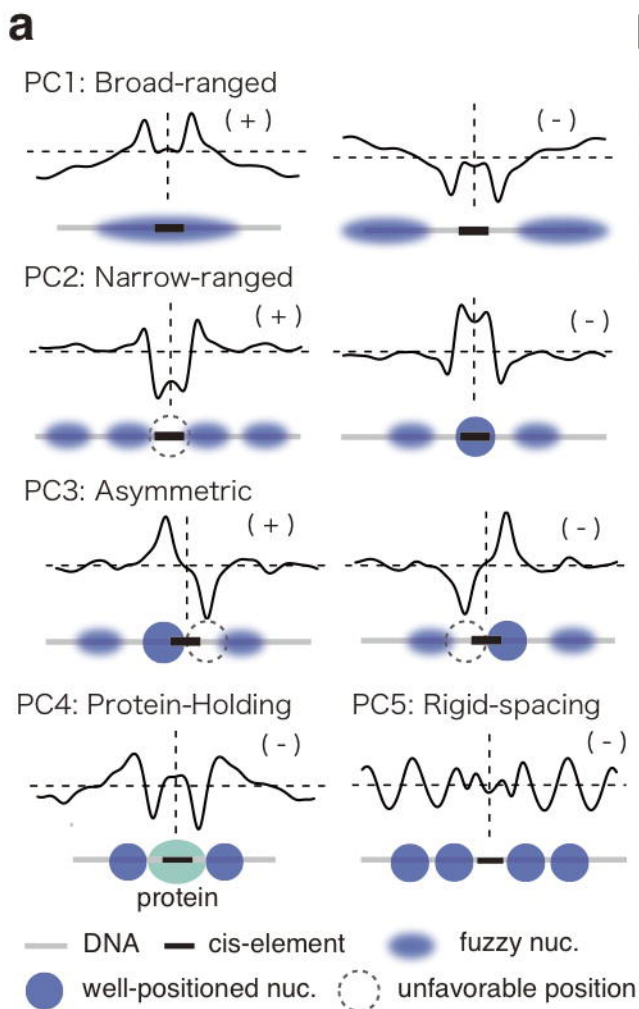 a
PC1: Broad-ranged
(+) (-)
PC2: Narrow-ranged
(+) (-)
PC3: Asymmetric
(+) (-)
PC4: Protein-Holding PC5: Rigid-spacing
(-) (-)
protein
DNA cis-element fuzzy nuc.
well-positioned nuc. unfavorable position